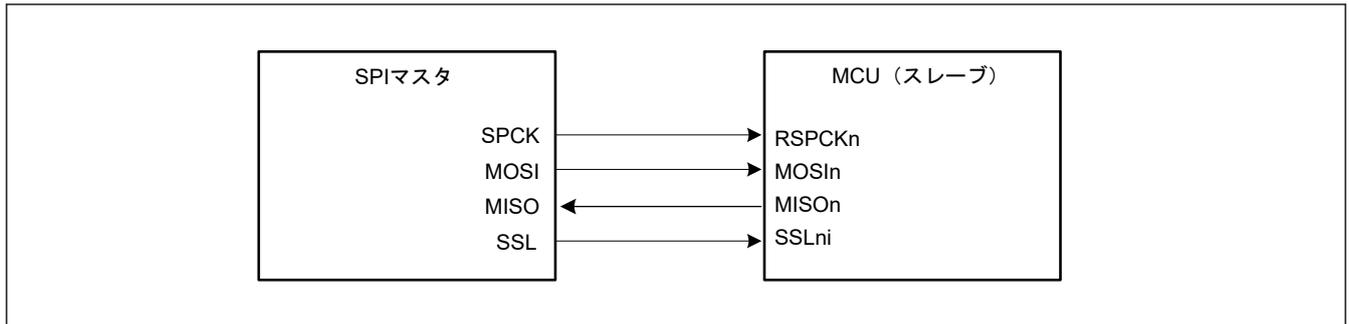 SPIマスタ
SPCK
MOSI
MISO
SSL
MCU（スレーブ）
RSPCKn
MOSIn
MISOn
SSLni